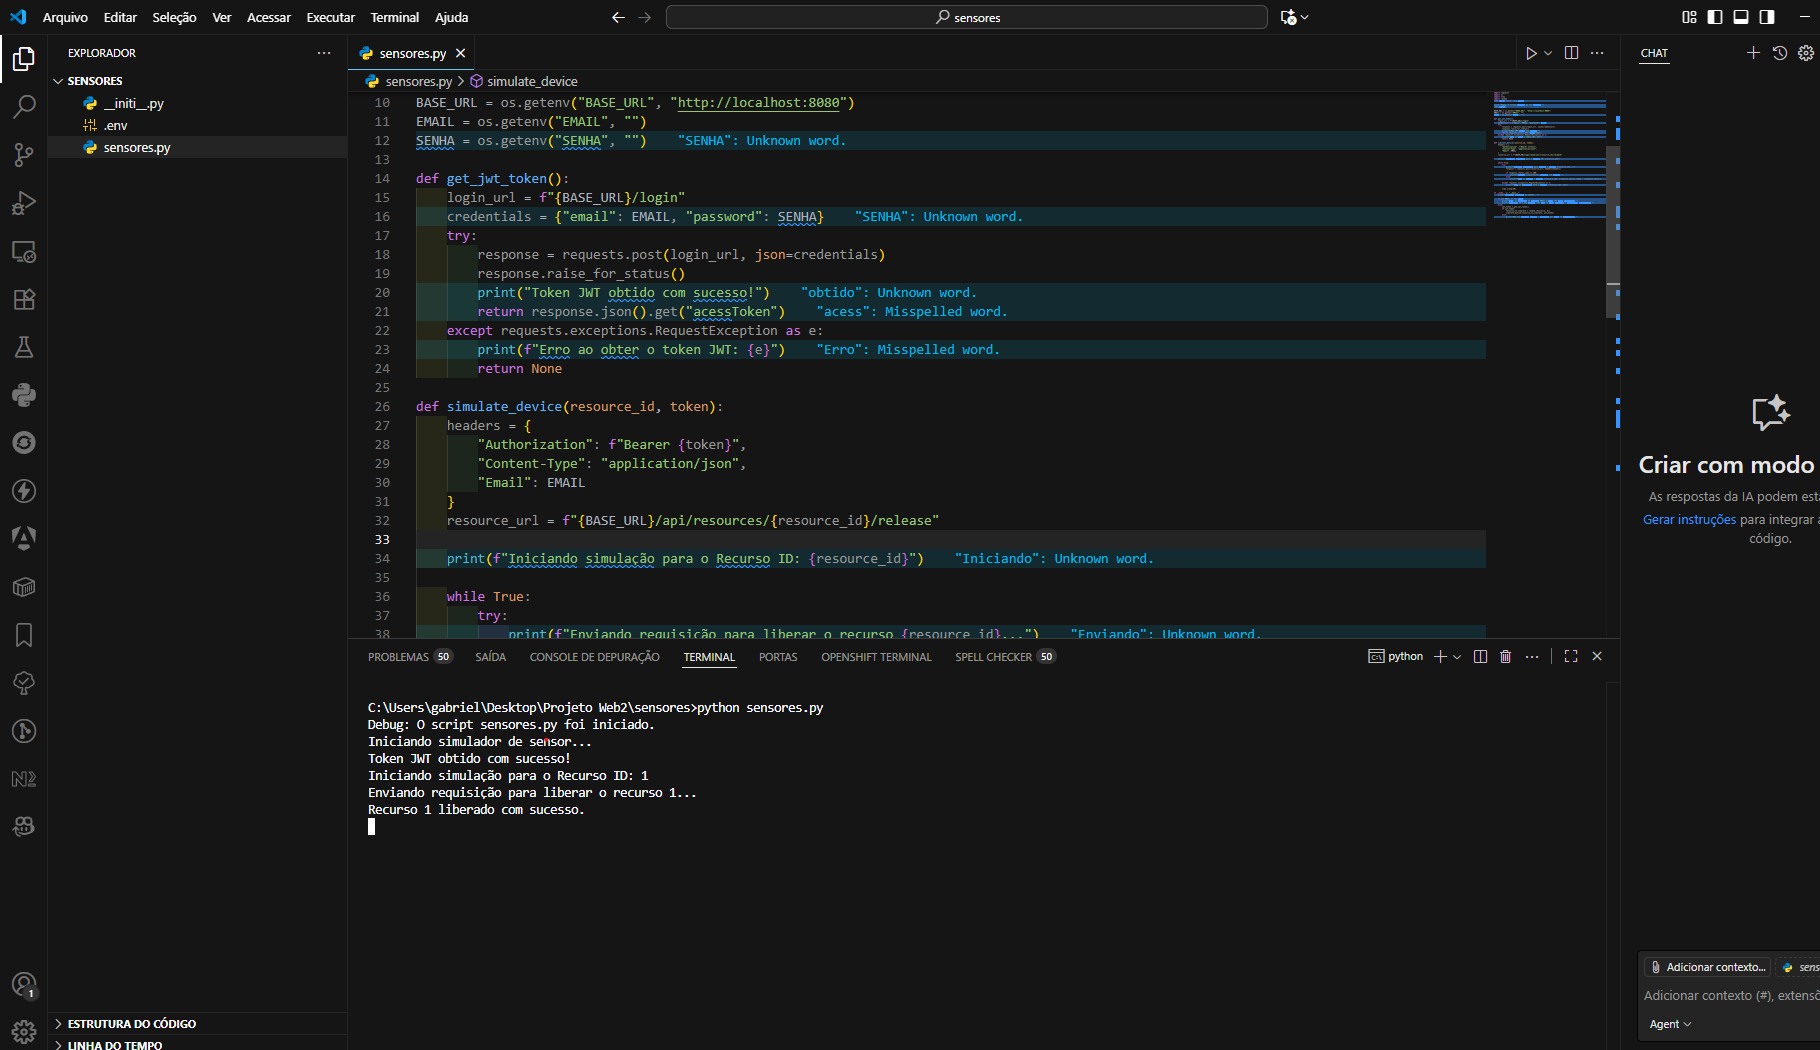 Arquivo Editar Seleção Ver Acessar Executar Terminal Ajuda
sensores
EXPLORADOR
SENSORES
__initi__.py
.env
sensores.py
ESTRUTURA DO CÓDIGO
LINHA DO TEMPO
1
sensores.py
sensores.py > simulate_device
10 BASE_URL = os.getenv("BASE_URL", "http://localhost:8080")
11 EMAIL = os.getenv("EMAIL", "")
12 SENHA = os.getenv("SENHA", "") "SENHA": Unknown word.
13
14 def get_jwt_token():
15 login_url = f"{BASE_URL}/login"
16 credentials = {"email": EMAIL, "password": SENHA} "SENHA": Unknown word.
17 try:
18 response = requests.post(login_url, json=credentials)
19 response.raise_for_status()
20 print("Token JWT obtido com sucesso!") "obtido": Unknown word.
21 return response.json().get("acessToken") "acess": Misspelled word.
22 except requests.exceptions.RequestException as e:
23 print(f"Erro ao obter o token JWT: {e}") "Erro": Misspelled word.
24 return None
25
26 def simulate_device(resource_id, token):
27 headers = {
28 "Authorization": f"Bearer {token}",
29 "Content-Type": "application/json",
30 "Email": EMAIL
31 }
32 resource_url = f"{BASE_URL}/api/resources/{resource_id}/release"
33
34 print(f"Iniciando simulação para o Recurso ID: {resource_id}") "Iniciando": Unknown word.
35
36 while True:
37 try:
38 print(f"Enviando requisição para liberar o recurso {resource_id}...") "Enviando": Unknown word.
PROBLEMAS 50 SAÍDA CONSOLE DE DEPURAÇÃO TERMINAL PORTAS OPENSHIFT TERMINAL SPELL CHECKER 50
python
C:\Users\gabriel\Desktop\Projeto Web2\sensores>python sensores.py
Debug: O script sensores.py foi iniciado.
Iniciando simulador de sensor...
Token JWT obtido com sucesso!
Iniciando simulação para o Recurso ID: 1
Enviando requisição para liberar o recurso 1...
Recurso 1 liberado com sucesso.
CHAT
Criar com modo
As respostas da IA podem est
Gerar instruções para integrar
código.
Adicionar contexto... sens
Adicionar contexto (#), extensõ
Agent